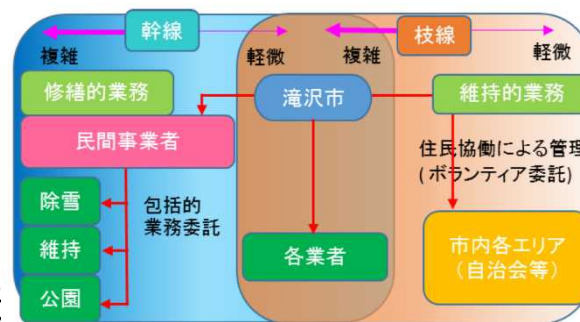 幹線
枝線
複雑
軽微
複雑
軽微
修繕的業務
滝沢市
維持的業務
民間事業者
住民協働による管理
(ボランティア委託)
除雪
包括的
業務委託
維持
各業者
市内各エリア
（自治会等）
公園